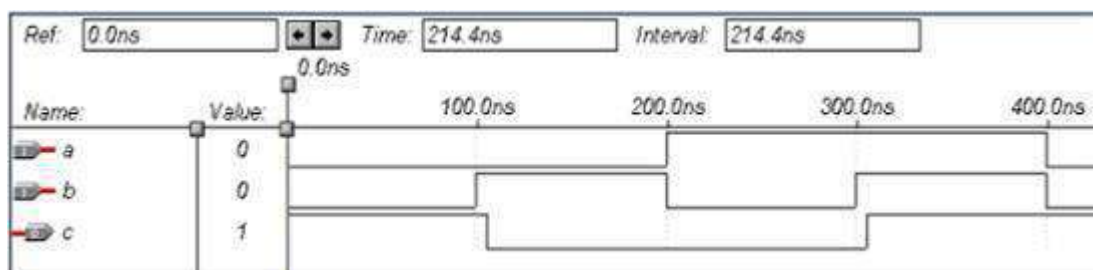 Ref: 0.0ns Time: 214.4ns Interval: 214.4ns
0.0ns
Name: Value: 100.0ns 200.0ns 300.0ns 400.0ns
a 0
b 0
c 1